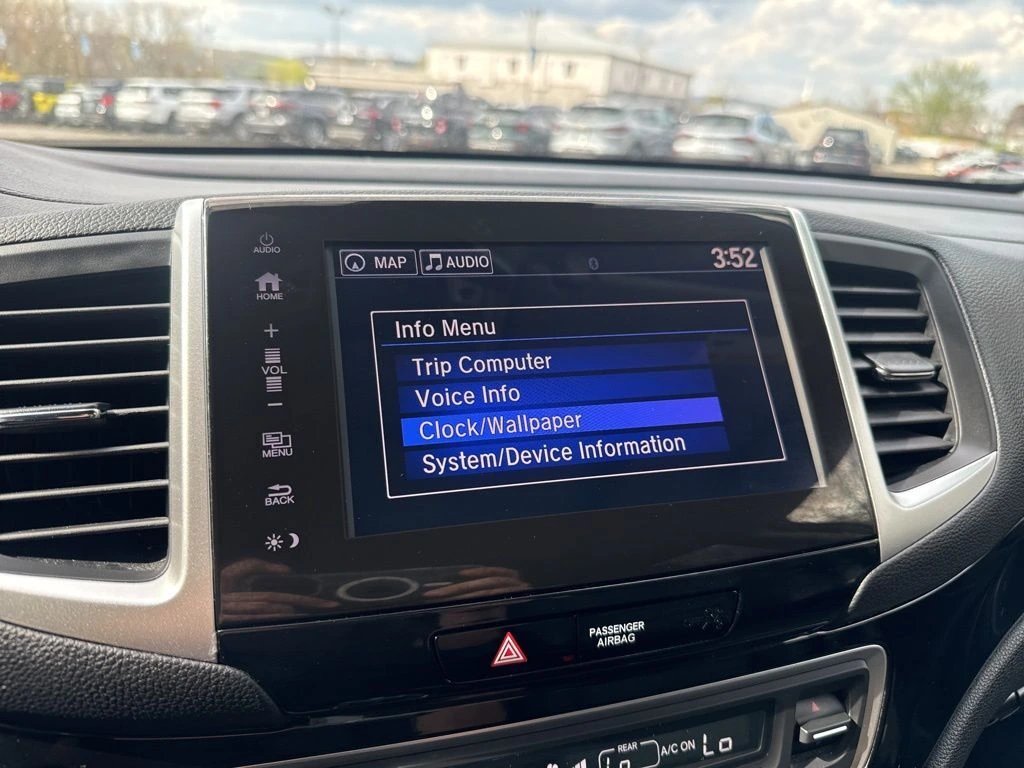 AUDIO
MAP
AUDIO
3:52
HOME
+
VOL
−
MENU
BACK
Info Menu
Trip Computer
Voice Info
Clock/Wallpaper
System/Device Information
PASSENGER
AIRBAG
REAR
Lo
A/C ON
Lo